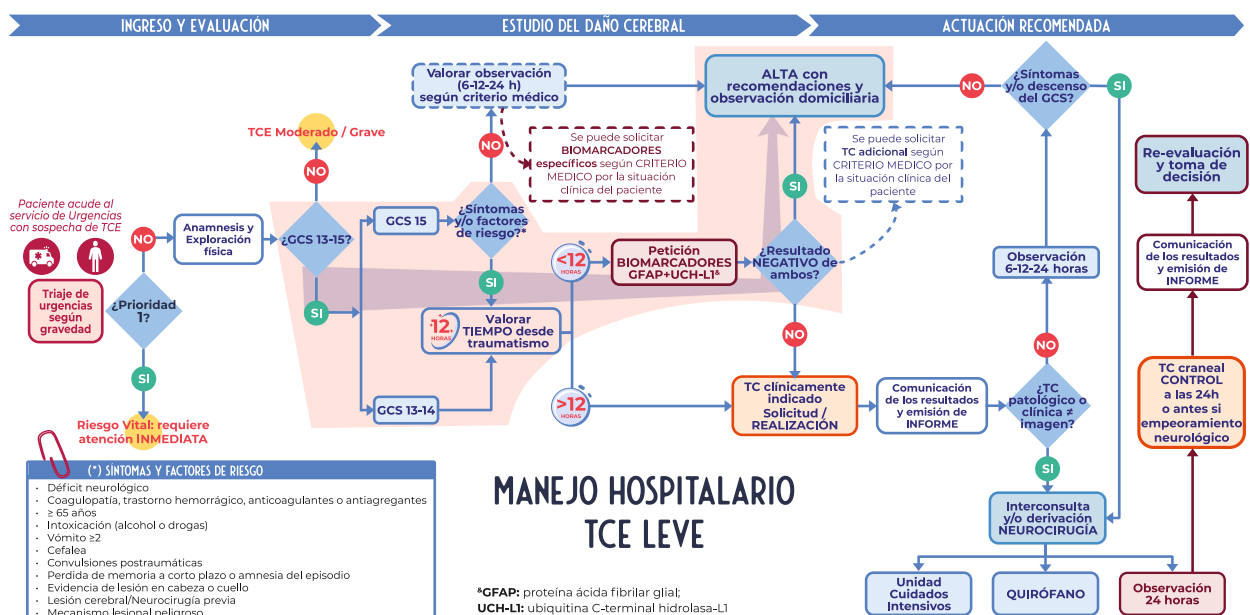 INGRESO Y EVALUACIÓN
ESTUDIO DEL DAÑO CEREBRAL
ACTUACIÓN RECOMENDADA
Paciente acude al
servicio de Urgencias
con sospecha de TCE
Triaje de
urgencias
según
gravedad
¿Prioridad
1?
NO
SI
Riesgo Vital: requiere
atención INMEDIATA
Anamnesis y
Exploración
física
¿GCS 13-15?
NO
TCE Moderado / Grave
SI
GCS 15
GCS 13-14
¿Síntomas
y/o factores
de riesgo?*
NO
Valorar observación
(6-12-24 h)
según criterio médico
Se puede solicitar
BIOMARCADORES
específicos según CRITERIO
MEDICO por la situación
clínica del paciente
SI
12
HORAS
Valorar
TIEMPO desde
traumatismo
<12
HORAS
>12
HORAS
Petición
BIOMARCADORES
GFAP+UCH-L1&
¿Resultado
NEGATIVO de
ambos?
SI
ALTA con
recomendaciones y
observación domiciliaria
Se puede solicitar
TC adicional según
CRITERIO MEDICO por
la situación clínica del
paciente
NO
TC clínicamente
indicado
Solicitud /
REALIZACIÓN
Comunicación
de los resultados
y emisión de
INFORME
¿TC
patológico o
clínica ≠
imagen?
NO
Observación
6-12-24 horas
¿Síntomas
y/o descenso
del GCS?
NO
SI
SI
Interconsulta
y/o derivación
NEUROCIRUGÍA
Unidad
Cuidados
Intensivos
QUIRÓFANO
Observación
24 horas
TC craneal
CONTROL
a las 24h
o antes si
empeoramiento
neurológico
Comunicación
de los resultados
y emisión de
INFORME
Re-evaluación
y toma de
decisión
(*) SÍNTOMAS Y FACTORES DE RIESGO
· Déficit neurológico
· Coagulopatía, trastorno hemorrágico, anticoagulantes o antiagregantes
· ≥ 65 años
· Intoxicación (alcohol o drogas)
· Vómito ≥2
· Cefalea
· Convulsiones postraumáticas
· Perdida de memoria a corto plazo o amnesia del episodio
· Evidencia de lesión en cabeza o cuello
· Lesión cerebral/Neurocirugía previa
· Mecanismo lesional peligroso
MANEJO HOSPITALARIO
TCE LEVE
&GFAP: proteína ácida fibrilar glial;
UCH-L1: ubiquitina C-terminal hidrolasa-L1